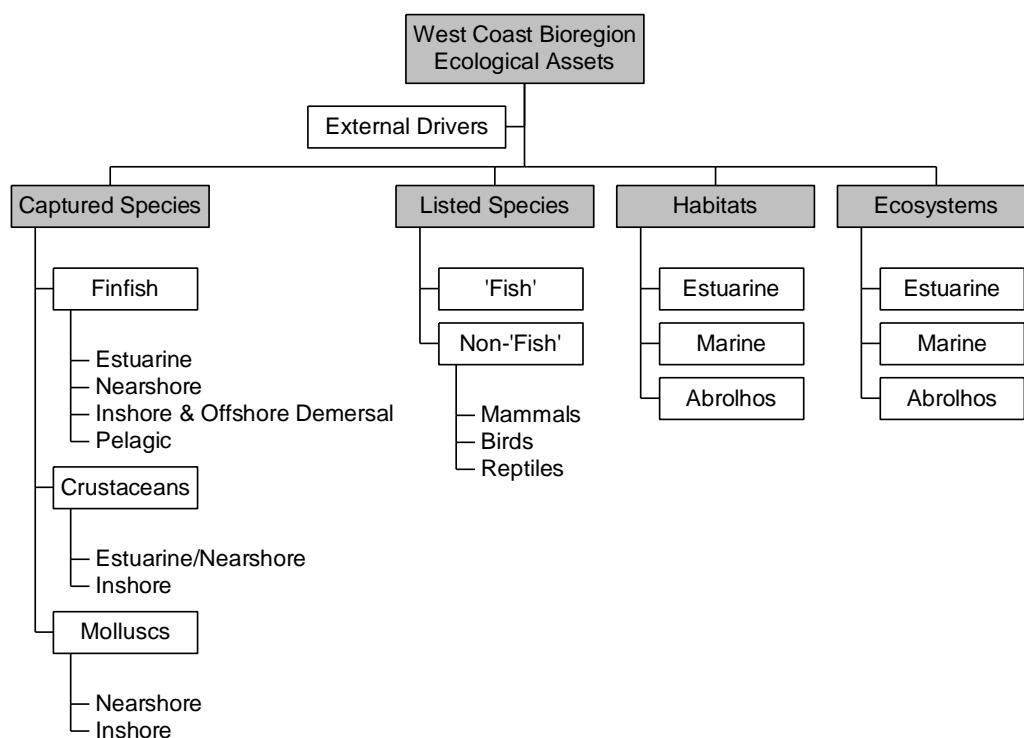 West Coast Bioregion
Ecological Assets
External Drivers
Captured Species
Finfish
Estuarine
Nearshore
Inshore & Offshore Demersal
Pelagic
Crustaceans
Estuarine/Nearshore
Inshore
Molluscs
Nearshore
Inshore
Listed Species
'Fish'
Non-'Fish'
Mammals
Birds
Reptiles
Habitats
Estuarine
Marine
Abrolhos
Ecosystems
Estuarine
Marine
Abrolhos